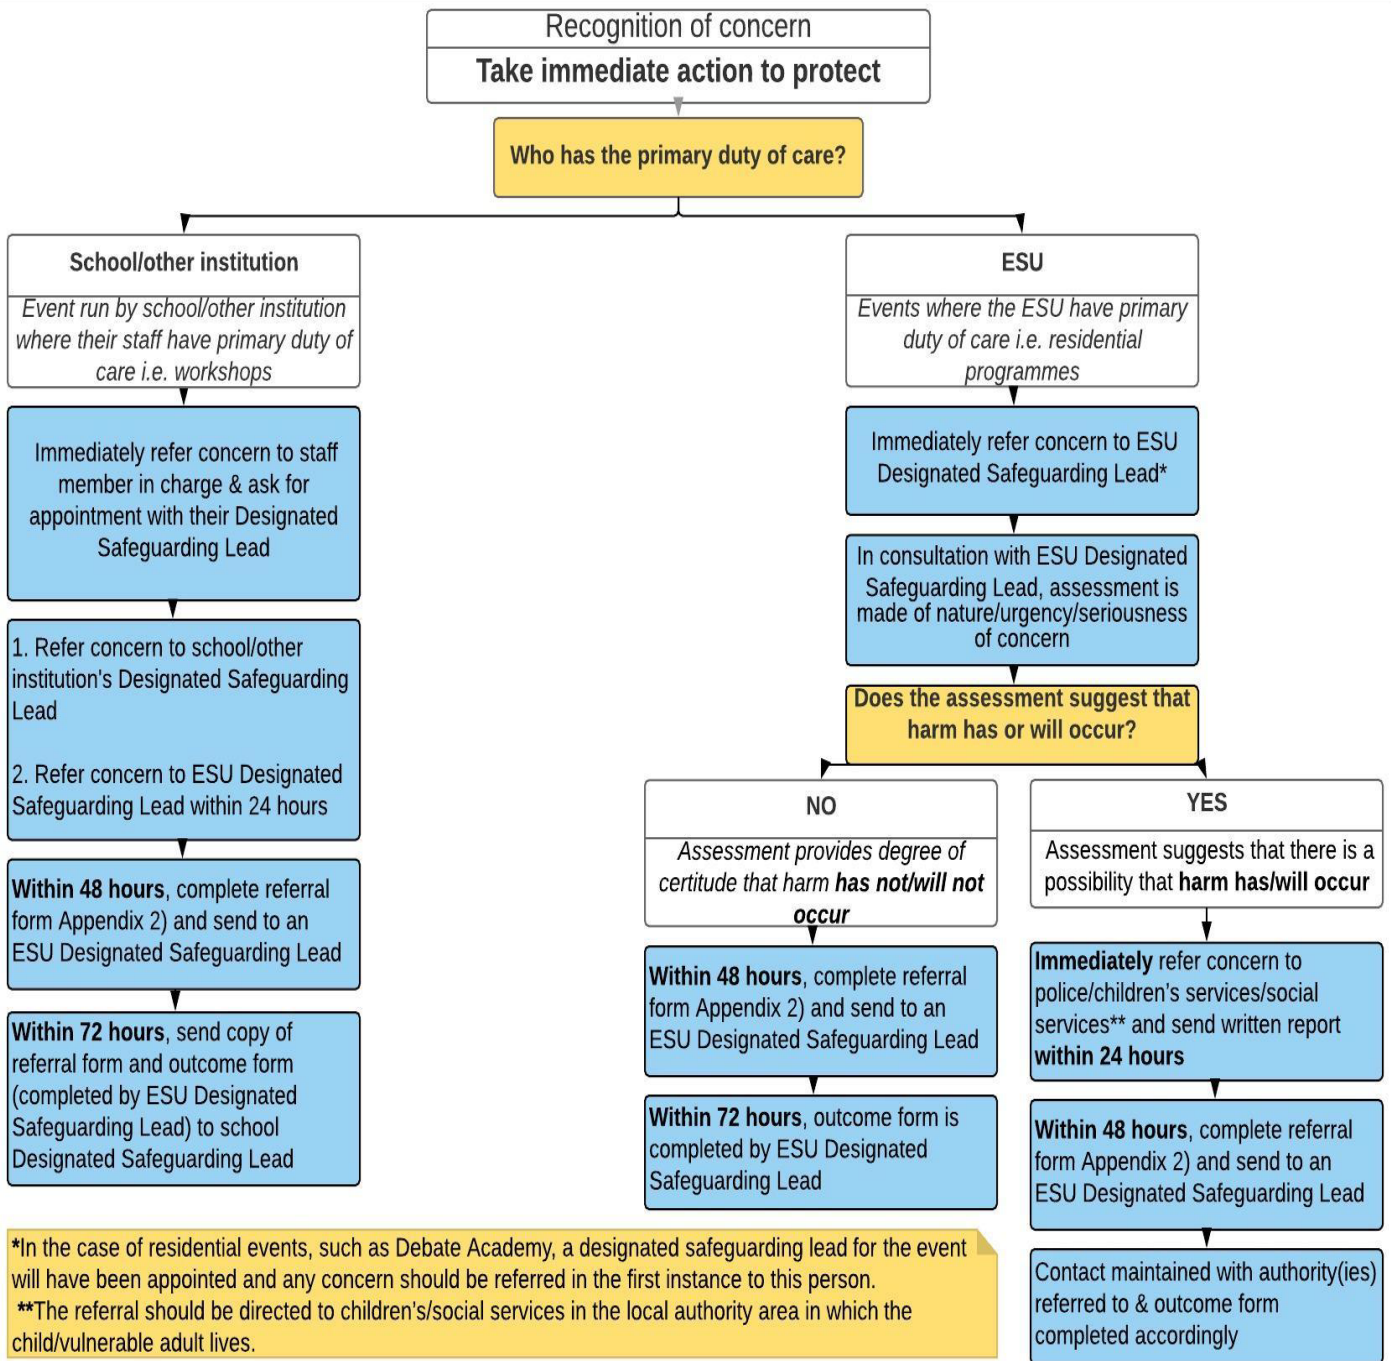 Recognition of concern
Take immediate action to protect
Who has the primary duty of care?
School/other institution
Event run by school/other institution
where their staff have primary duty of
care i.e. workshops
Immediately refer concern to staff
member in charge & ask for
appointment with their Designated
Safeguarding Lead
1. Refer concern to school/other
institution's Designated Safeguarding
Lead
2. Refer concern to ESU Designated
Safeguarding Lead within 24 hours
Within 48 hours, complete referral
form Appendix 2) and send to an
ESU Designated Safeguarding Lead
Within 72 hours, send copy of
referral form and outcome form
(completed by ESU Designated
Safeguarding Lead) to school
Designated Safeguarding Lead
ESU
Events where the ESU have primary
duty of care i.e. residential
programmes
Immediately refer concern to ESU
Designated Safeguarding Lead*
In consultation with ESU Designated
Safeguarding Lead, assessment is
made of nature/urgency/seriousness
of concern
Does the assessment suggest that
harm has or will occur?
NO
Assessment provides degree of
certitude that harm has not/will not
occur
Within 48 hours, complete referral
form Appendix 2) and send to an
ESU Designated Safeguarding Lead
Within 72 hours, outcome form is
completed by ESU Designated
Safeguarding Lead
YES
Assessment suggests that there is a
possibility that harm has/will occur
Immediately refer concern to
police/children's services/social
services** and send written report
within 24 hours
Within 48 hours, complete referral
form Appendix 2) and send to an
ESU Designated Safeguarding Lead
Contact maintained with authority(ies)
referred to & outcome form
completed accordingly
*In the case of residential events, such as Debate Academy, a designated safeguarding lead for the event
will have been appointed and any concern should be referred in the first instance to this person.
**The referral should be directed to children's/social services in the local authority area in which the
child/vulnerable adult lives.